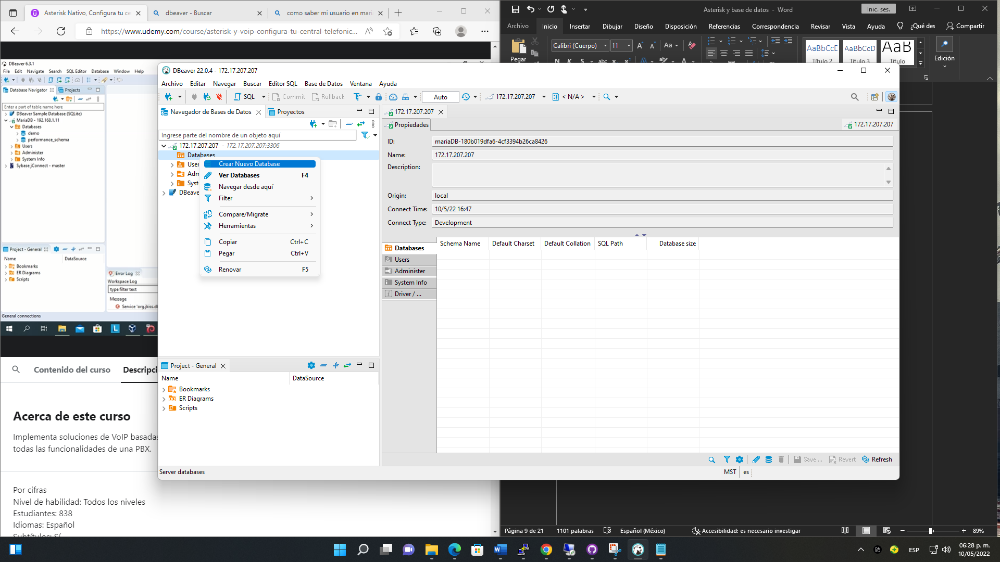 Asterisk Nativo, Configura tu ce
dbeaver - Buscar
como saber mi usuario en mari
https://www.udemy.com/course/asterisk-y-voip-configura-tu-central-telefonic...
DBeaver 6.3.1
File Edit Navigate Search SQL Editor Database Window Help
Database Navigator
Projects
Enter a part of table name here
DBeaver Sample Database (SQLite)
MariaDB - 192.168.1.11
Databases
demo
performance_schema
Users
Administer
System Info
Sybase jConnect - master
Project - General
Name DataSource
Bookmarks
ER Diagrams
Scripts
Error Log
Workspace Log
type filter text
Message
Service 'org.jkiss.d
General connections
Contenido del curso
Descripci
Acerca de este curso
Implementa soluciones de VoIP basadas
todas las funcionalidades de una PBX.
Por cifras
Nivel de habilidad: Todos los niveles
Estudiantes: 838
Idiomas: Español
Subtítulos: Sí
Asterisk y base de datos - Word
Inic. ses.
Archivo Inicio Insertar Dibujar Diseño Disposición Referencias Correspondencia Revisar Vista Ayuda ¿Qué des Compartir
Pegar
Calibri (Cuerpo) 11
N K S abc
AaBbCcD Título 2
AaBbCcD Título 3
AaB Título
Edición
DBeaver 22.0.4 - 172.17.207.207
Archivo Editar Navegar Buscar Editor SQL Base de Datos Ventana Ayuda
SQL Commit Rollback Auto 172.17.207.207 < N/A >
Navegador de Bases de Datos
Proyectos
Ingrese parte del nombre de un objeto aquí
172.17.207.207 - 172.17.207.207:3306
Databases
User
Adm
Syst
DBeave
Crear Nuevo Database
Ver Databases F4
Navegar desde aquí
Filter
Compare/Migrate
Herramientas
Copiar Ctrl+C
Pegar Ctrl+V
Renovar F5
Project - General
Name DataSource
Bookmarks
ER Diagrams
Scripts
172.17.207.207
Propiedades
172.17.207.207
ID: mariaDB-180b019dfa6-4cf3394b26ca8426
Name: 172.17.207.207
Description:
Origin: local
Connect Time: 10/5/22 16:47
Connect Type: Development
Databases
Users
Administer
System Info
Driver / ...
Schema Name Default Charset Default Collation SQL Path Database size
Save ... Revert Refresh
Server databases
MST es
Página 9 de 21 1101 palabras Español (México) Accesibilidad: es necesario investigar 89%
ESP
06:28 p. m.
10/05/2022